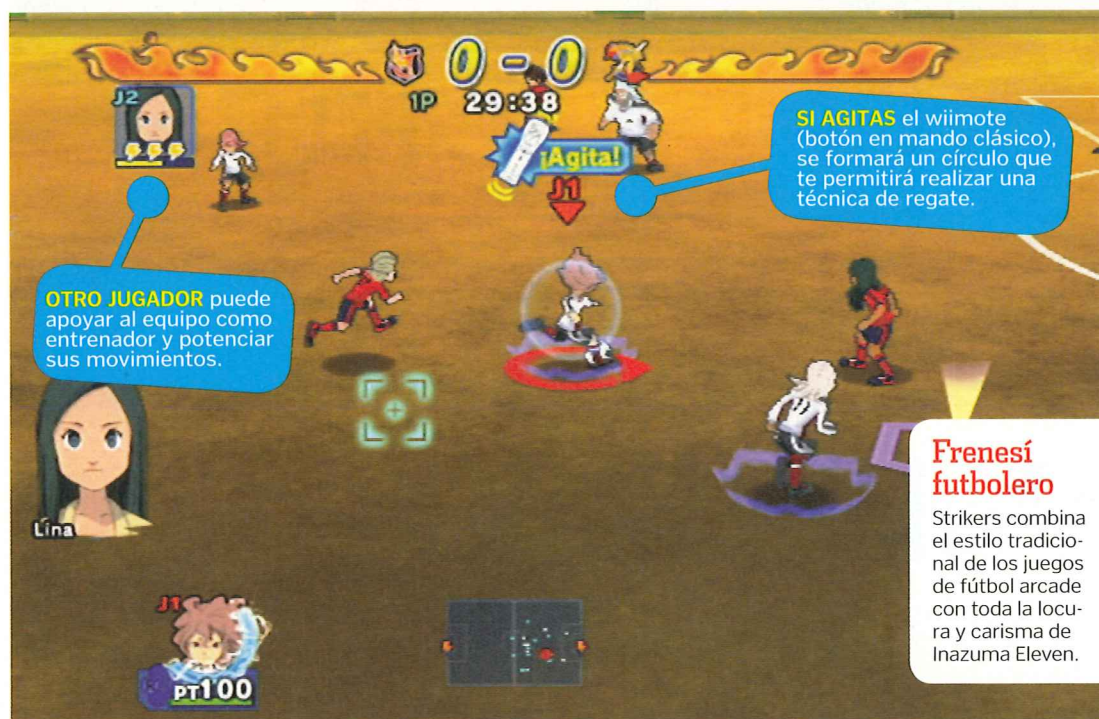 0 - 0
1P 29:38
J2
¡Agita!
J1
SI AGITAS el wiimote
(botón en mando clásico),
se formará un círculo que
te permitirá realizar una
técnica de regate.
OTRO JUGADOR puede
apoyar al equipo como
entrenador y potenciar
sus movimientos.
11
Lina
Frenesí
futbolero
Strikers combina
el estilo tradicio-
nal de los juegos
de fútbol arcade
con toda la locu-
ra y carisma de
Inazuma Eleven.
J1
PT100